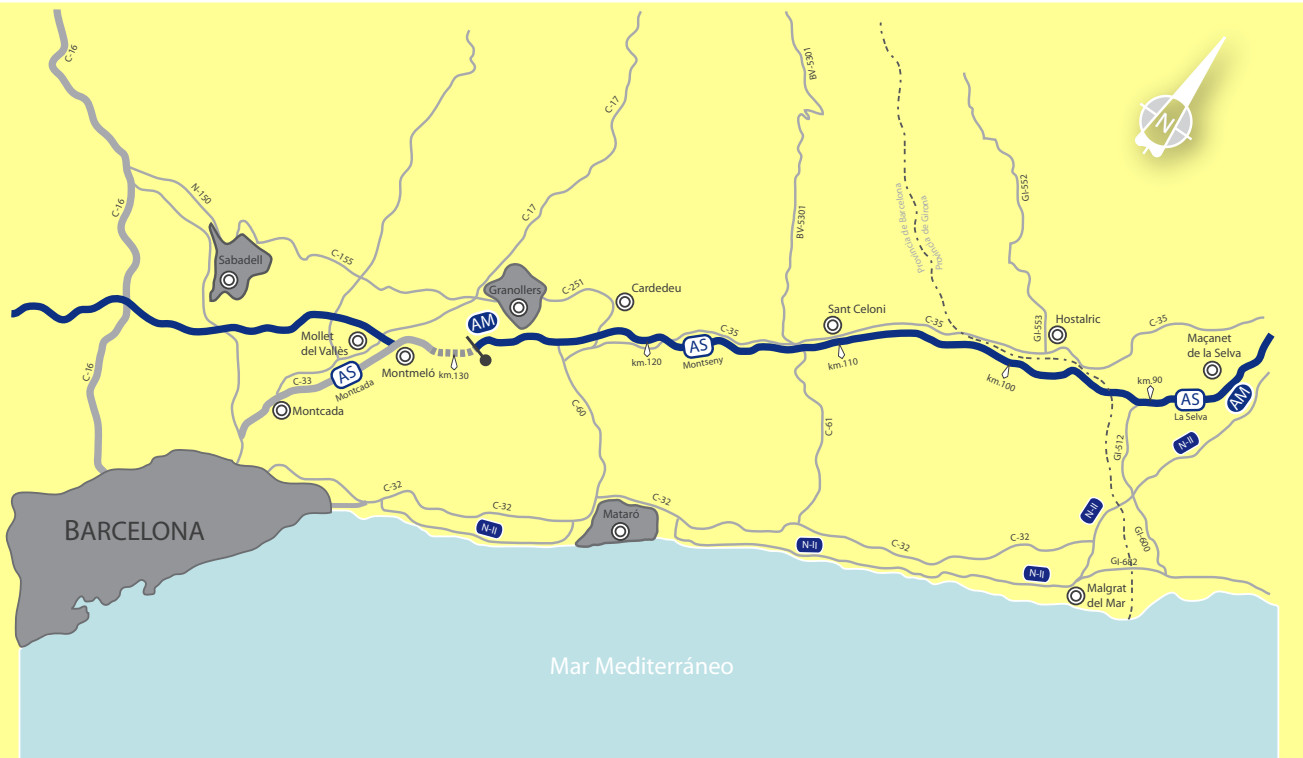 C-16
BV-5301
C-17
GI-552
N
N-150
C-16
C-17
BV-5301
Provincia de Barcelona
Provincia de Girona
Sabadell
C-155
Granollers
C-251
Cardedeu
Sant Celoni
Hostalric
AM
C-35
C-35
GI-553
C-35
Mollet
del Vallès
Montmeló
km.130
km.120
AS
Montseny
km.110
km.100
km.90
Maçanet
de la Selva
C-16
C-33
AS
Montcada
Montcada
C-60
C-61
AS
La Selva
AM
GI-512
N-II
C-32
C-32
C-32
Mataró
N-II
N-II
N-II
BARCELONA
C-32
C-32
GI-600
N-II
GI-682
Malgrat
del Mar
Mar Mediterráneo